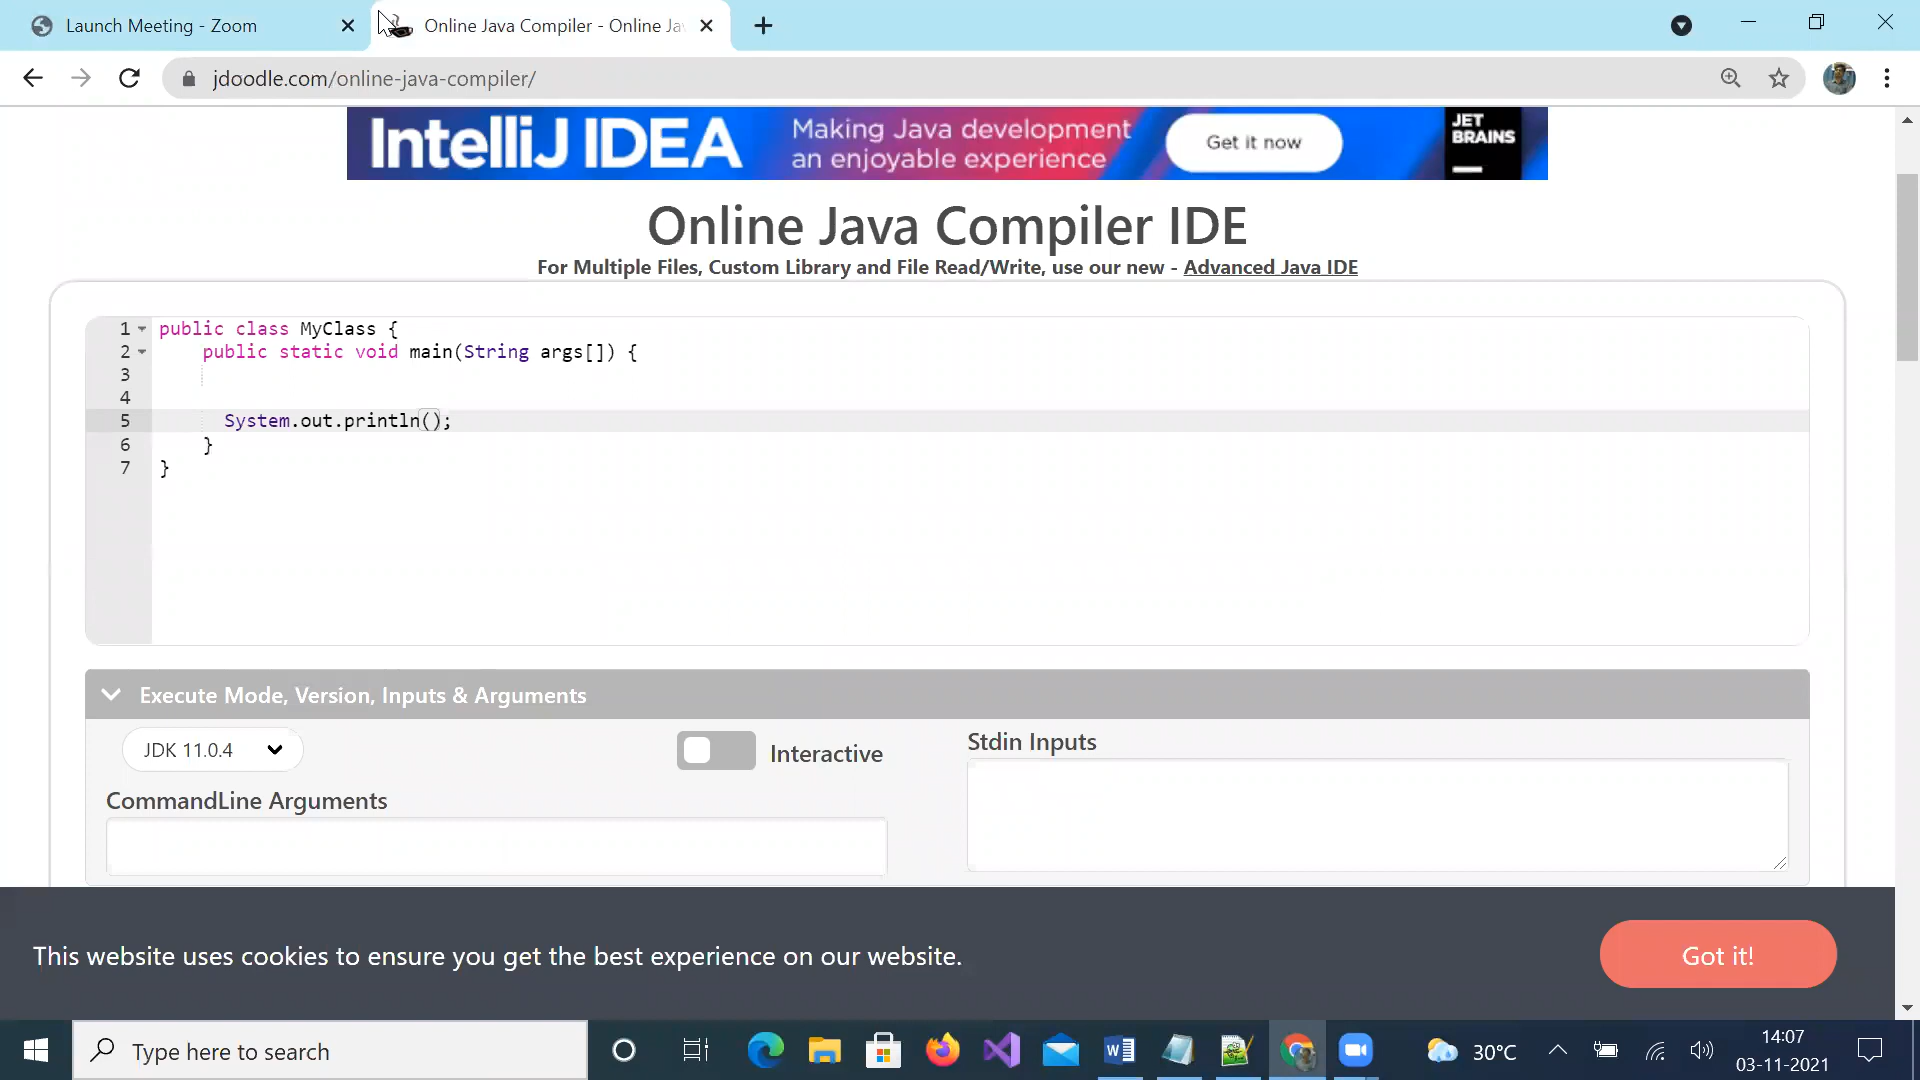 Launch Meeting - Zoom
Online Java Compiler - Online Ja
jdoodle.com/online-java-compiler/
IntelliJ IDEA
Making Java development
an enjoyable experience
Get it now
JET
BRAINS
Online Java Compiler IDE
For Multiple Files, Custom Library and File Read/Write, use our new - Advanced Java IDE
1 public class MyClass {
2 public static void main(String args[]) {
3
4
5 System.out.println();
6 }
7 }
Execute Mode, Version, Inputs & Arguments
JDK 11.0.4
Interactive
Stdin Inputs
CommandLine Arguments
This website uses cookies to ensure you get the best experience on our website.
Got it!
Type here to search
30°C
14:07
03-11-2021